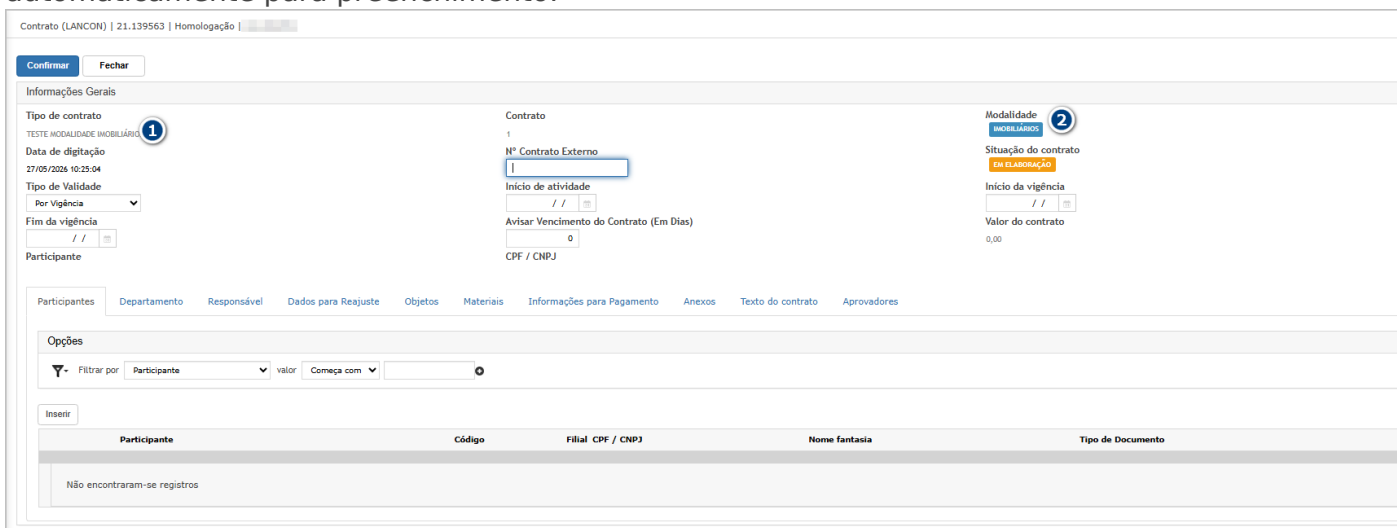 automaticamente para preenchimento.
Contrato (LANCON) | 21.139563 | Homologação |
Confirmar Fechar
Informações Gerais
Tipo de contrato Contrato Modalidade
TESTE MODALIDADE IMOBILIÁRIO 1 1 IMOBILIÁRIOS 2
Data de digitação Nº Contrato Externo Situação do contrato
27/05/2026 10:25:04 EM ELABORAÇÃO
Tipo de Validade Início de atividade Início da vigência
Por Vigência / / / /
Fim da vigência Avisar Vencimento do Contrato (Em Dias) Valor do contrato
/ / 0 0,00
Participante CPF / CNPJ
Participantes Departamento Responsável Dados para Reajuste Objetos Materiais Informações para Pagamento Anexos Texto do contrato Aprovadores
Opções
Filtrar por Participante valor Começa com
Inserir
Participante Código Filial CPF / CNPJ Nome fantasia Tipo de Documento
Não encontraram-se registros